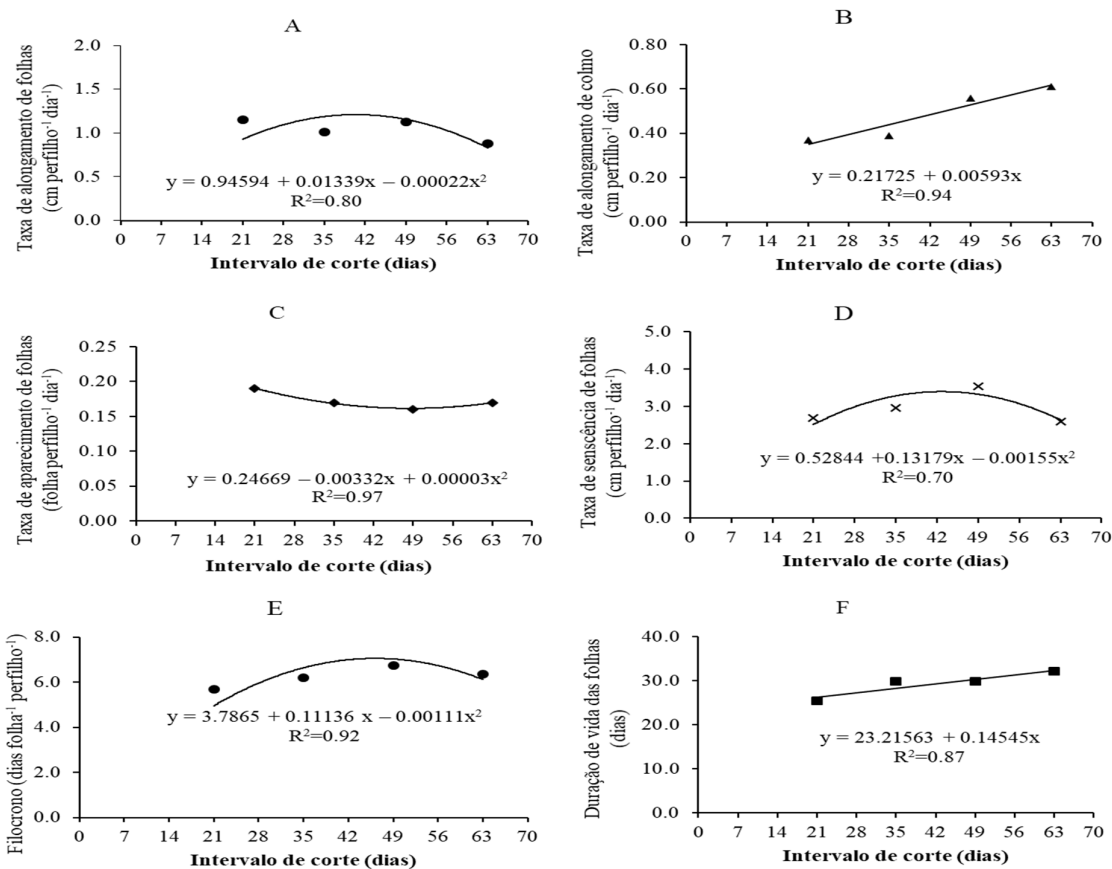 A
Taxa de alongamento de folhas
(cm perfilho⁻¹ dia⁻¹)
2.0
1.5
1.0
0.5
0.0
y = 0.94594 + 0.01339x − 0.00022x²
R²=0.80
0 7 14 21 28 35 42 49 56 63 70
Intervalo de corte (dias)
B
Taxa de alongamento de colmo
(cm perfilho⁻¹ dia⁻¹)
0.80
0.60
0.40
0.20
0.00
y = 0.21725 + 0.00593x
R²=0.94
0 7 14 21 28 35 42 49 56 63 70
Intervalo de corte (dias)
C
Taxa de aparecimento de folhas
(folha perfilho⁻¹ dia⁻¹)
0.25
0.20
0.15
0.10
0.05
0.00
y = 0.24669 − 0.00332x + 0.00003x²
R²=0.97
0 7 14 21 28 35 42 49 56 63 70
Intervalo de corte (dias)
D
Taxa de senscência de folhas
(cm perfilho⁻¹ dia⁻¹)
5.0
4.0
3.0
2.0
1.0
0.0
y = 0.52844 +0.13179x − 0.00155x²
R²=0.70
0 7 14 21 28 35 42 49 56 63 70
Intervalo de corte (dias)
E
Filocrono (dias folha⁻¹ perfilho⁻¹)
8.0
6.0
4.0
2.0
0.0
y = 3.7865 + 0.11136 x − 0.00111x²
R²=0.92
0 7 14 21 28 35 42 49 56 63 70
Intervalo de corte (dias)
F
Duração de vida das folhas
(dias)
40.0
30.0
20.0
10.0
0.0
y = 23.21563 + 0.14545x
R²=0.87
0 7 14 21 28 35 42 49 56 63 70
Intervalo de corte (dias)